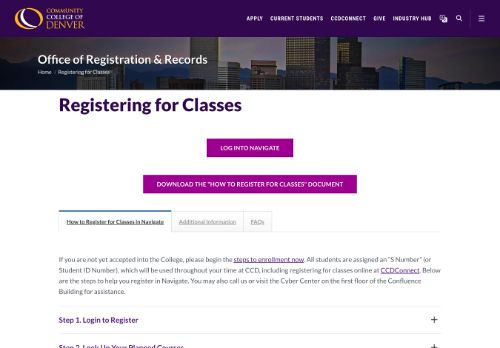 COMMUNITY
COLLEGE OF
DENVER
APPLY CURRENT STUDENTS CCDCONNECT GIVE INDUSTRY HUB
Office of Registration & Records
Home / Registering for Classes
Registering for Classes
LOG INTO NAVIGATE
DOWNLOAD THE "HOW TO REGISTER FOR CLASSES" DOCUMENT
How to Register for Classes in Navigate Additional Information FAQs
If you are not yet accepted into the College, please begin the steps to enrollment now. All students are assigned an "S Number" (or
Student ID Number), which will be used throughout your time at CCD, including registering for classes online at CCDConnect. Below
are the steps to help you register in Navigate. You may also call us or visit the Cyber Center on the first floor of the Confluence
Building for assistance.
Step 1. Login to Register
Step 2. Look Up Your Planned Courses